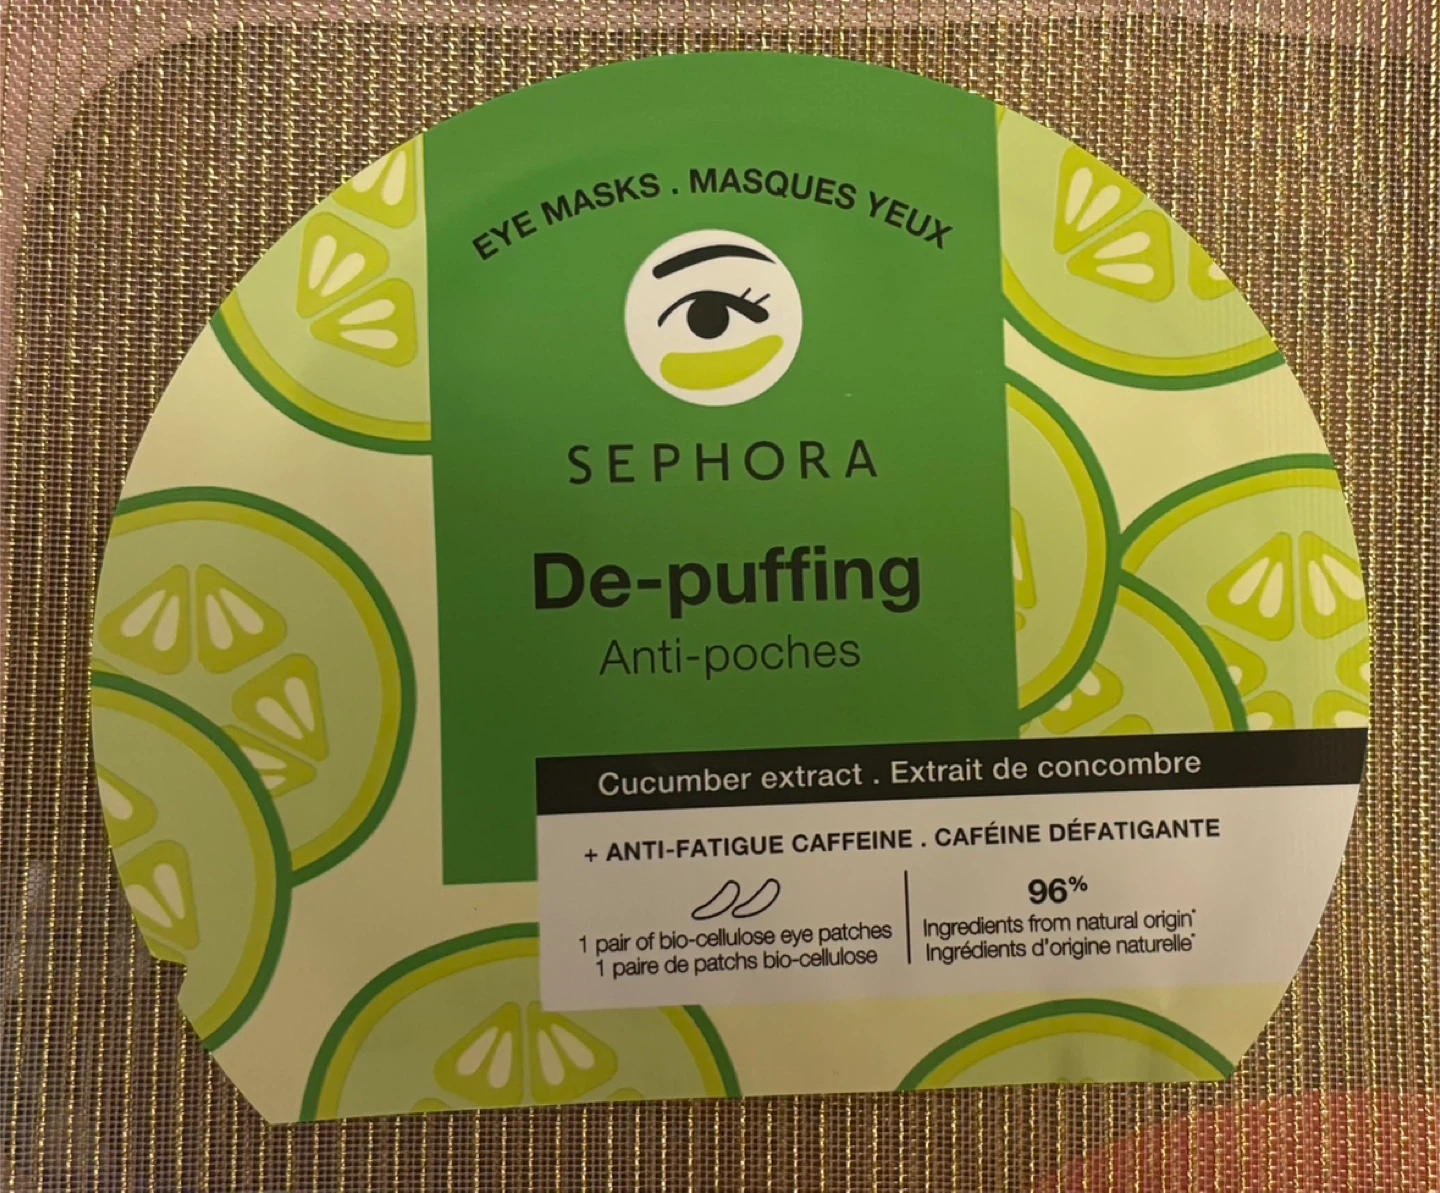 EYE MASKS . MASQUES YEUX
SEPHORA
De-puffing
Anti-poches
Cucumber extract . Extrait de concombre
+ ANTI-FATIGUE CAFFEINE . CAFÉINE DÉFATIGANTE
1 pair of bio-cellulose eye patches
1 paire de patchs bio-cellulose
96%
Ingredients from natural origin*
Ingrédients d'origine naturelle*